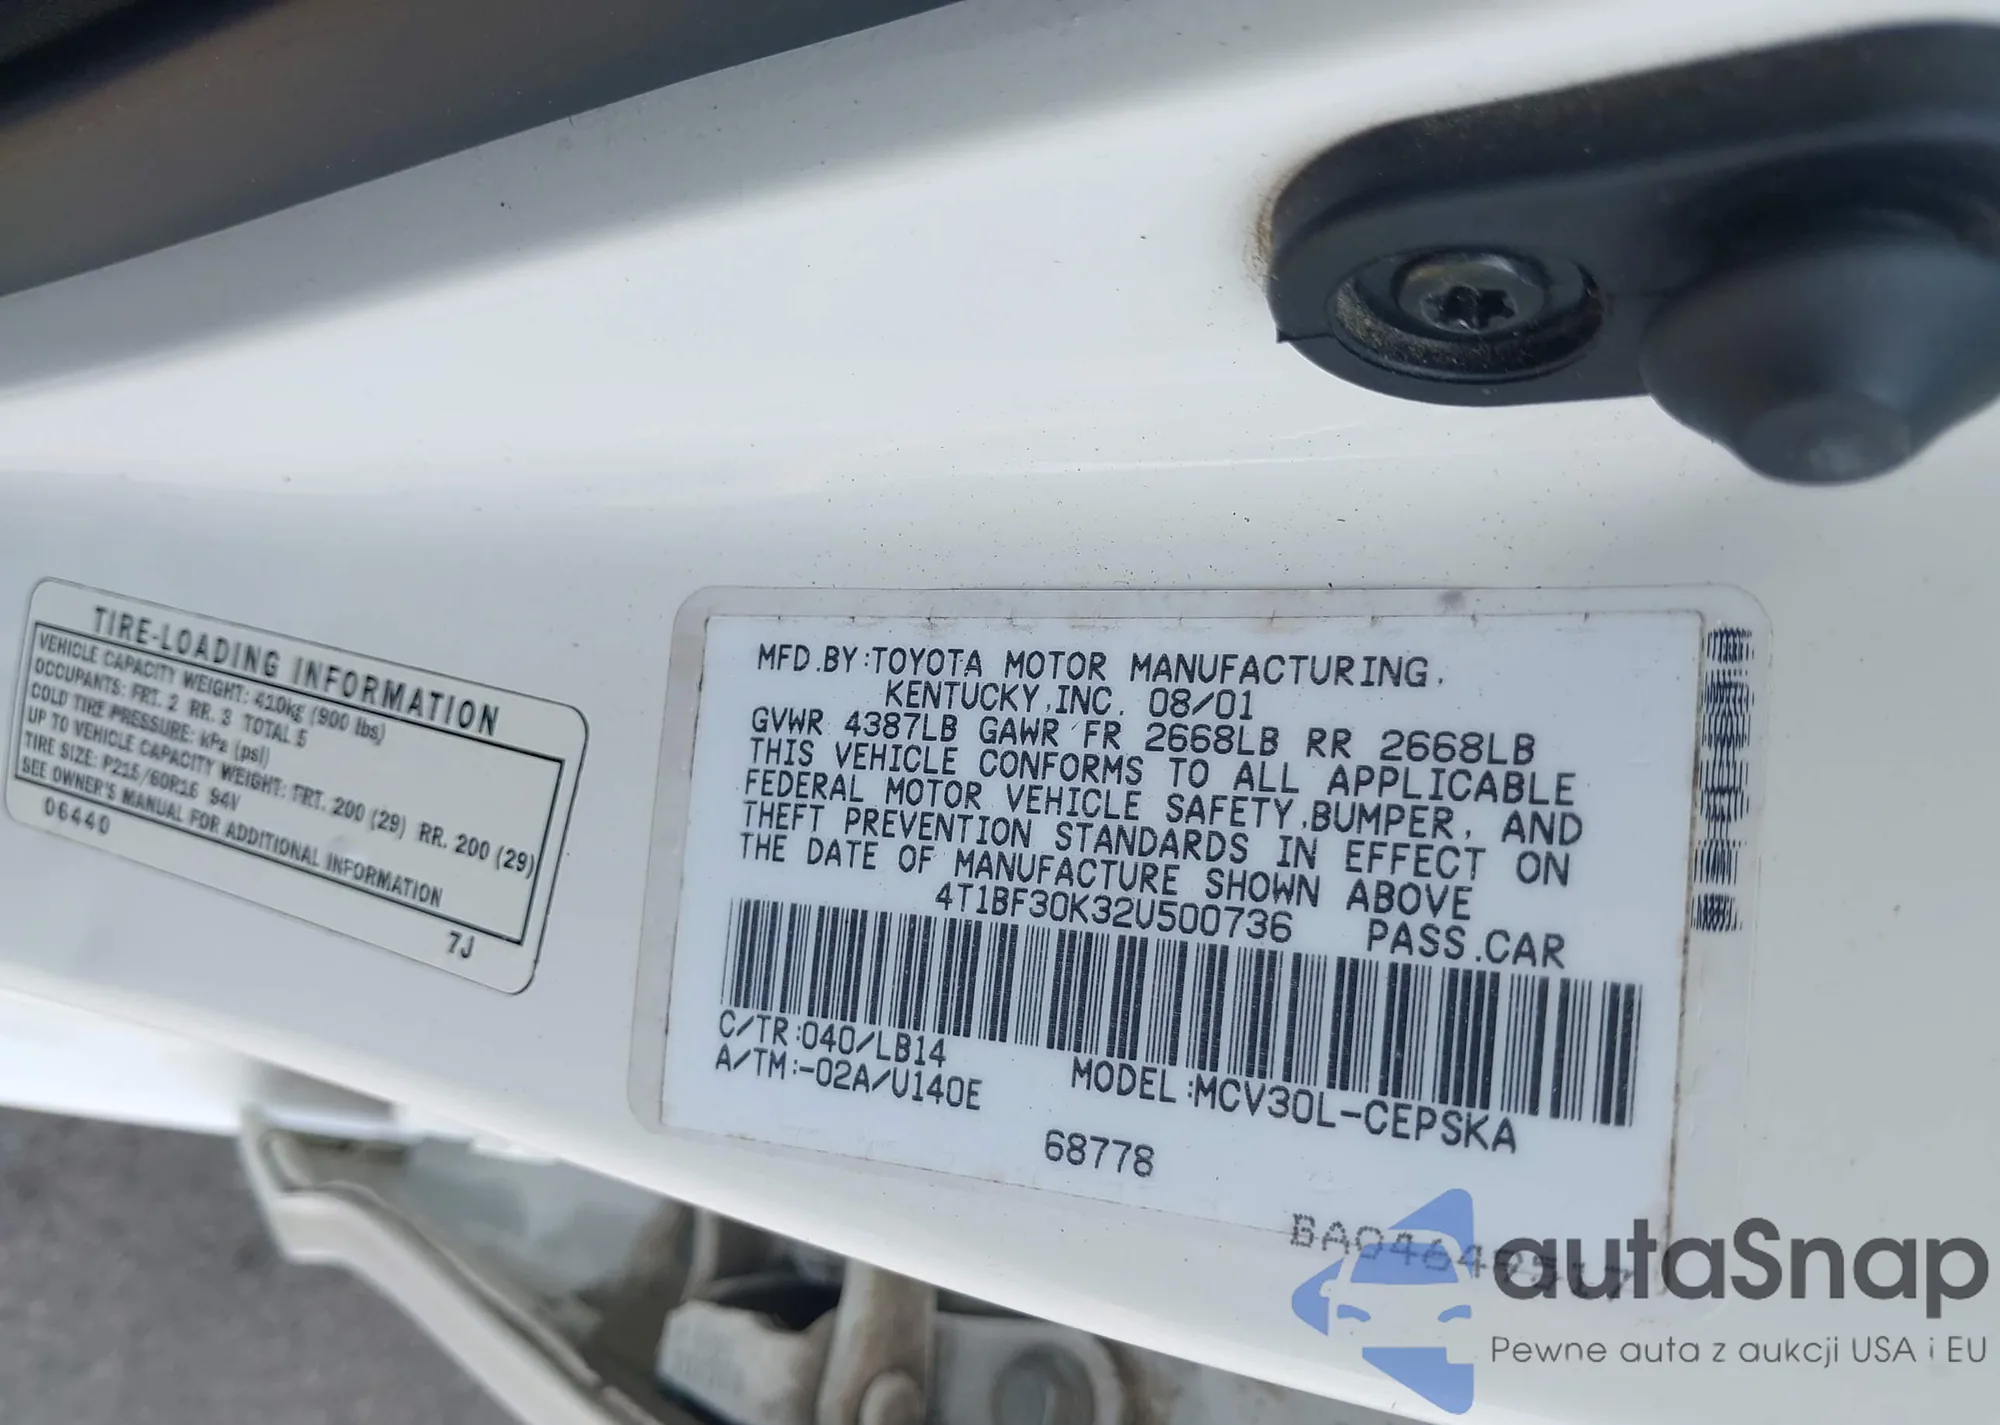 TIRE-LOADING INFORMATION
VEHICLE CAPACITY WEIGHT: 410kg (900 lbs)
OCCUPANTS: FRT. 2 RR. 3 TOTAL 5
COLD TIRE PRESSURE: kPa (psi)
UP TO VEHICLE CAPACITY WEIGHT: FRT. 200 (29) RR. 200 (29)
TIRE SIZE: P215/60R16 94V
SEE OWNER'S MANUAL FOR ADDITIONAL INFORMATION
06440
7J
MFD.BY:TOYOTA MOTOR MANUFACTURING,
KENTUCKY,INC. 08/01
GVWR 4387LB GAWR FR 2668LB RR 2668LB
THIS VEHICLE CONFORMS TO ALL APPLICABLE
FEDERAL MOTOR VEHICLE SAFETY,BUMPER, AND
THEFT PREVENTION STANDARDS IN EFFECT ON
THE DATE OF MANUFACTURE SHOWN ABOVE
4T1BF30K32U500736 PASS.CAR
C/TR:040/LB14
A/TM:-02A/U140E MODEL:MCV30L-CEPSKA
68778
autaSnap
Pewne auta z aukcji USA i EU